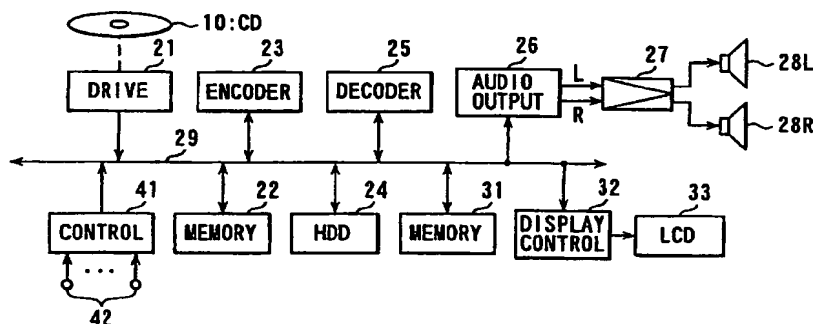 10:CD
21
23
25
26
27
28L
28R
DRIVE
ENCODER
DECODER
AUDIO
OUTPUT
L
R
29
41
22
24
31
32
33
CONTROL
MEMORY
HDD
MEMORY
DISPLAY
CONTROL
LCD
...
42